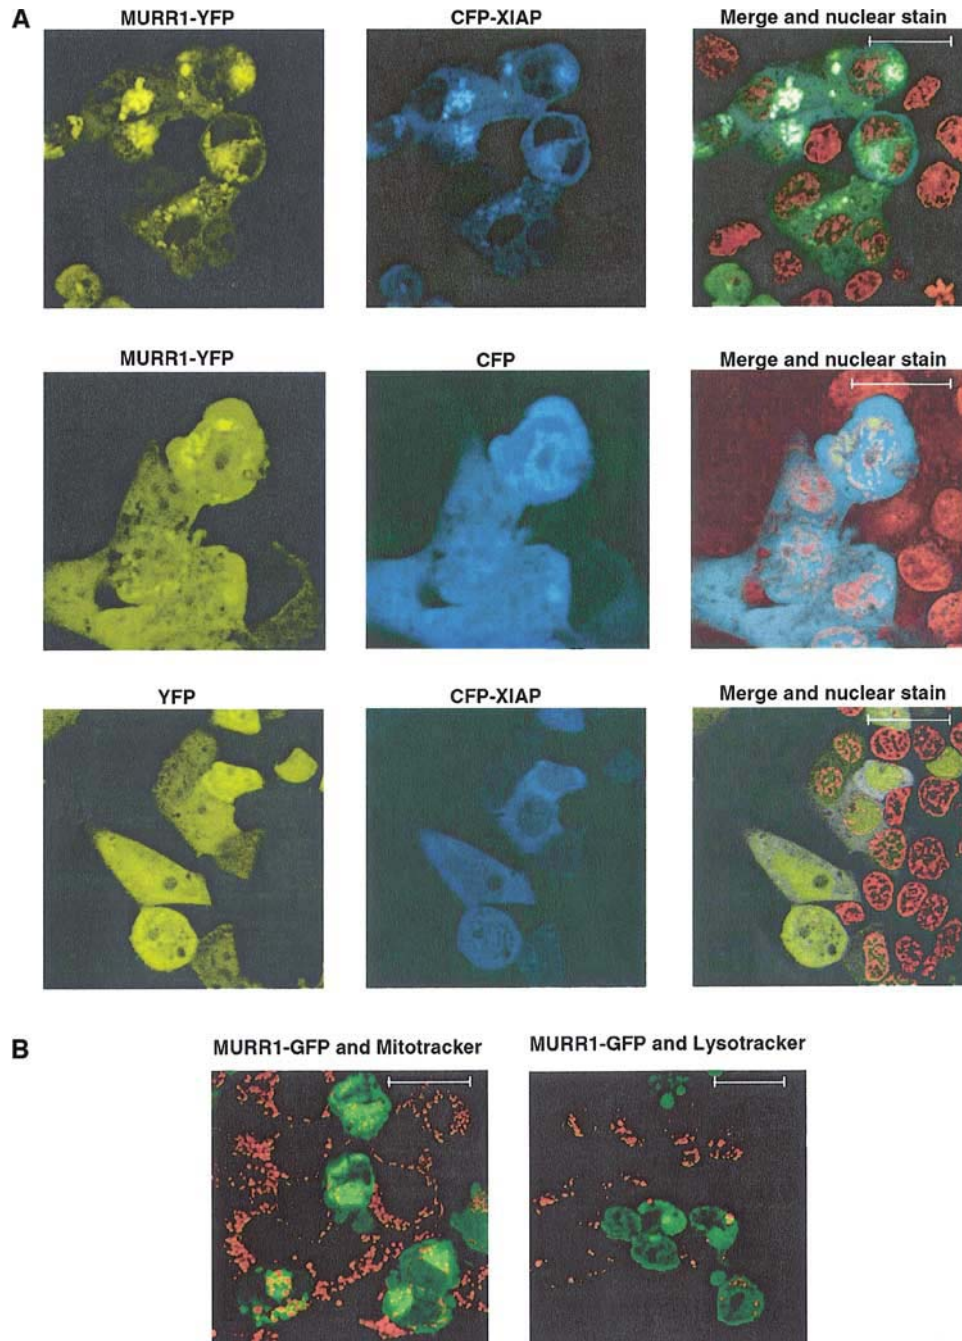 A
MURR1-YFP CFP-XIAP Merge and nuclear stain
MURR1-YFP CFP Merge and nuclear stain
YFP CFP-XIAP Merge and nuclear stain
B
MURR1-GFP and Mitotracker MURR1-GFP and Lysotracker